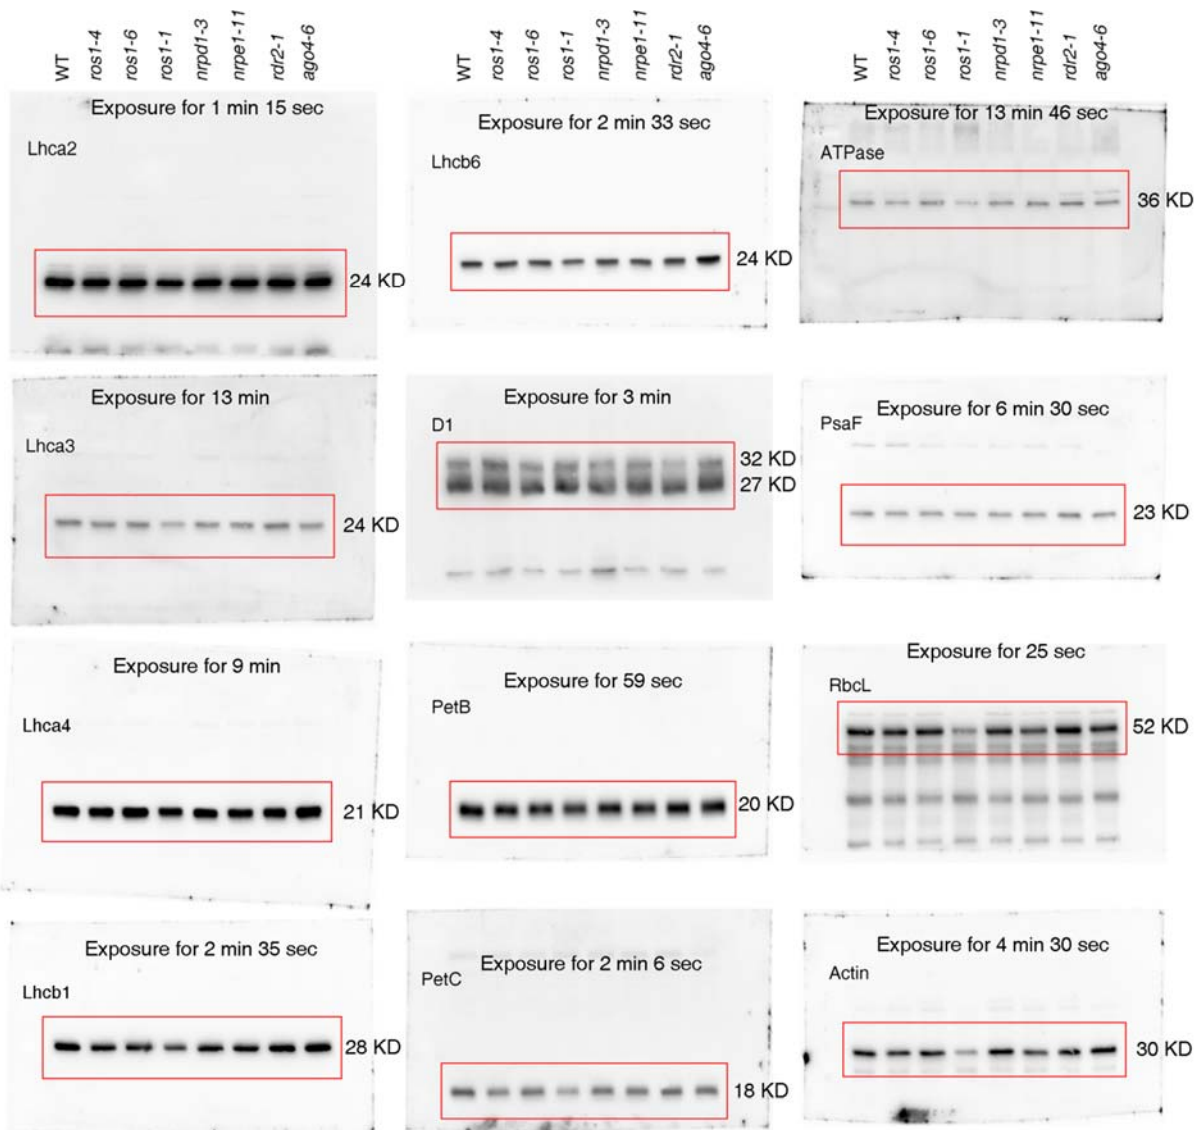 WT ros1-4 ros1-6 ros1-1 nrpd1-3 nrpe1-11 rdr2-1 ago4-6
WT ros1-4 ros1-6 ros1-1 nrpd1-3 nrpe1-11 rdr2-1 ago4-6
WT ros1-4 ros1-6 ros1-1 nrpd1-3 nrpe1-11 rdr2-1 ago4-6
Exposure for 1 min 15 sec
Lhca2
24 KD
Exposure for 2 min 33 sec
Lhcb6
24 KD
Exposure for 13 min 46 sec
ATPase
36 KD
Exposure for 13 min
Lhca3
24 KD
Exposure for 3 min
D1
32 KD
27 KD
Exposure for 6 min 30 sec
PsaF
23 KD
Exposure for 9 min
Lhca4
21 KD
Exposure for 59 sec
PetB
20 KD
Exposure for 25 sec
RbcL
52 KD
Exposure for 2 min 35 sec
Lhcb1
28 KD
Exposure for 2 min 6 sec
PetC
18 KD
Exposure for 4 min 30 sec
Actin
30 KD